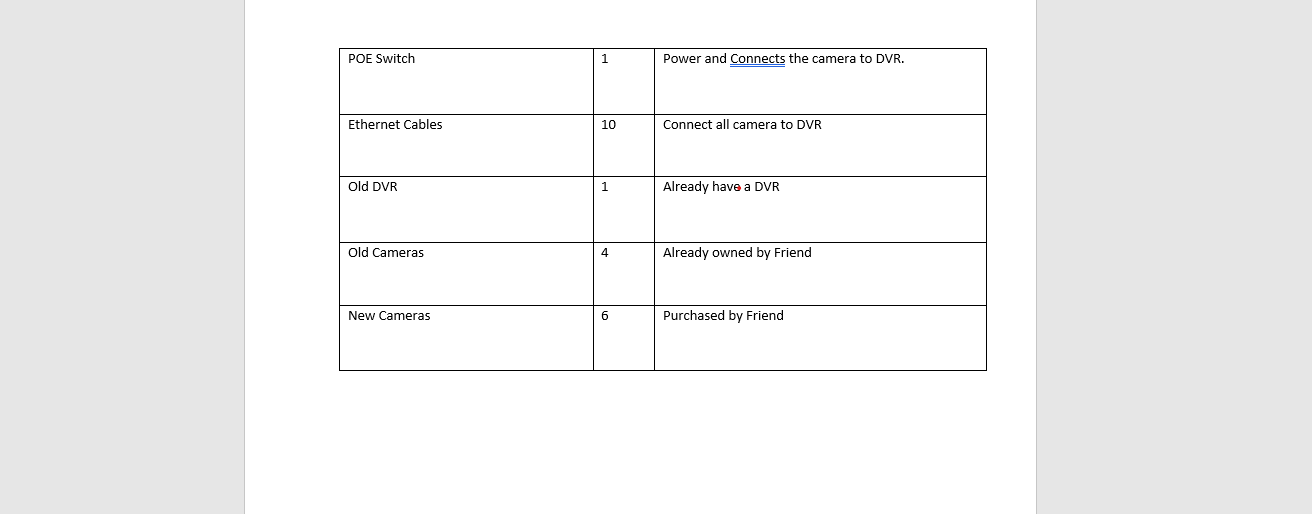 POE Switch 1 Power and Connects the camera to DVR.
Ethernet Cables 10 Connect all camera to DVR
Old DVR 1 Already have a DVR
Old Cameras 4 Already owned by Friend
New Cameras 6 Purchased by Friend